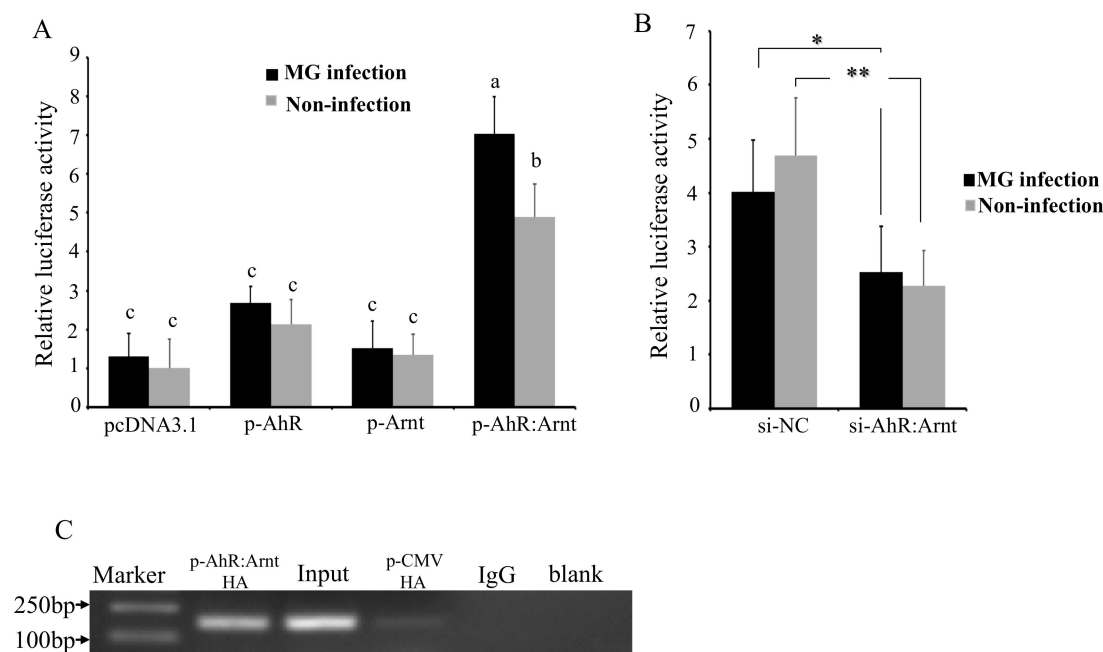 A
Relative luciferase activity
9
8
7
6
5
4
3
2
1
0
MG infection
Non-infection
c c
c c
c c
a
b
pcDNA3.1 p-AhR p-Arnt p-AhR:Arnt
B
Relative luciferase activity
7
6
5
4
3
2
1
0
*
**
MG infection
Non-infection
si-NC si-AhR:Arnt
C
Marker p-AhR:Arnt HA Input p-CMV HA IgG blank
250bp
100bp